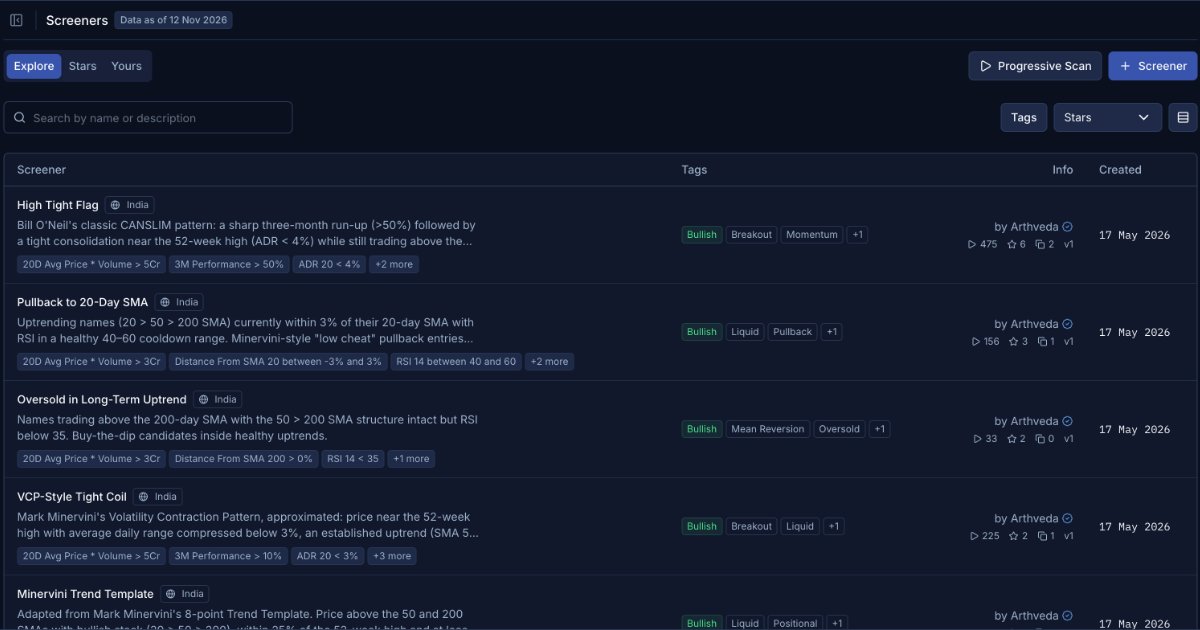 Screeners Data as of 12 Nov 2026
Explore Stars Yours
Progressive Scan
+ Screener
Search by name or description
Tags
Stars
Screener Tags Info Created
High Tight Flag India
Bill O'Neil's classic CANSLIM pattern: a sharp three-month run-up (>50%) followed by
a tight consolidation near the 52-week high (ADR < 4%) while still trading above the...
20D Avg Price * Volume > 5Cr 3M Performance > 50% ADR 20 < 4% +2 more
Bullish Breakout Momentum +1
by Arthveda
475 6 2 v1
17 May 2026
Pullback to 20-Day SMA India
Uptrending names (20 > 50 > 200 SMA) currently within 3% of their 20-day SMA with
RSI in a healthy 40–60 cooldown range. Minervini-style "low cheat" pullback entries...
20D Avg Price * Volume > 3Cr Distance From SMA 20 between -3% and 3% RSI 14 between 40 and 60 +2 more
Bullish Liquid Pullback +1
by Arthveda
156 3 1 v1
17 May 2026
Oversold in Long-Term Uptrend India
Names trading above the 200-day SMA with the 50 > 200 SMA structure intact but RSI
below 35. Buy-the-dip candidates inside healthy uptrends.
20D Avg Price * Volume > 3Cr Distance From SMA 200 > 0% RSI 14 < 35 +1 more
Bullish Mean Reversion Oversold +1
by Arthveda
33 2 0 v1
17 May 2026
VCP-Style Tight Coil India
Mark Minervini's Volatility Contraction Pattern, approximated: price near the 52-week
high with average daily range compressed below 3%, an established uptrend (SMA 5...
20D Avg Price * Volume > 5Cr 3M Performance > 10% ADR 20 < 3% +3 more
Bullish Breakout Liquid +1
by Arthveda
225 2 1 v1
17 May 2026
Minervini Trend Template India
Adapted from Mark Minervini's 8-point Trend Template. Price above the 50 and 200
Bullish Liquid Positional +1
by Arthveda
17 May 2026